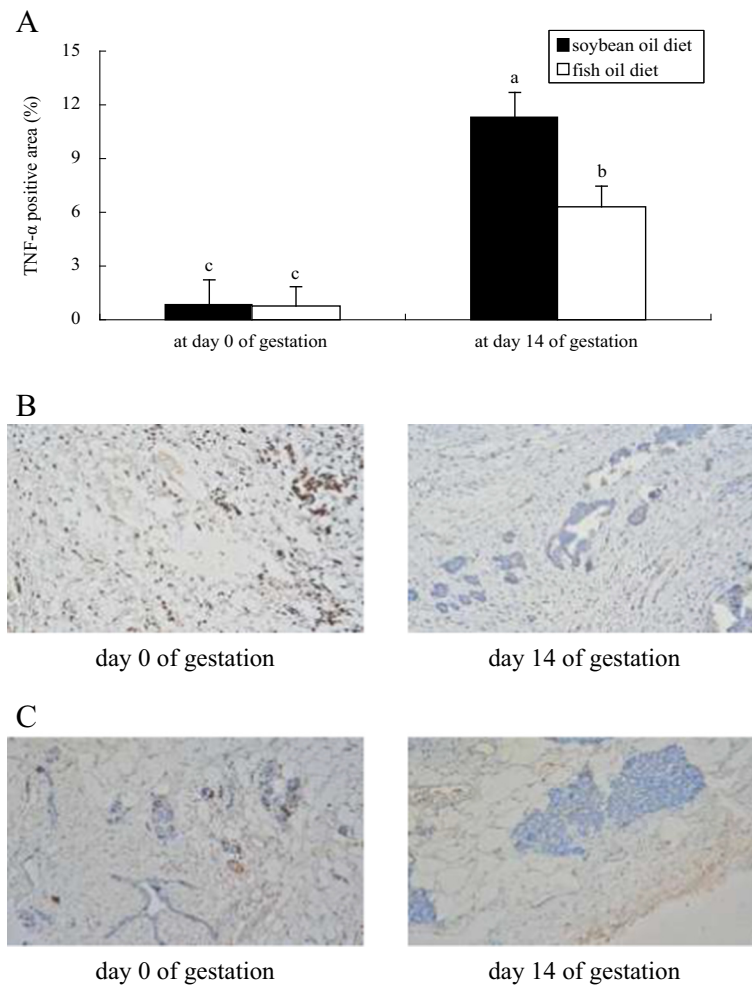 A
soybean oil diet
fish oil diet
TNF-α positive area (%)
15
12
9
6
3
0
c
c
a
b
at day 0 of gestation
at day 14 of gestation
B
day 0 of gestation
day 14 of gestation
C
day 0 of gestation
day 14 of gestation